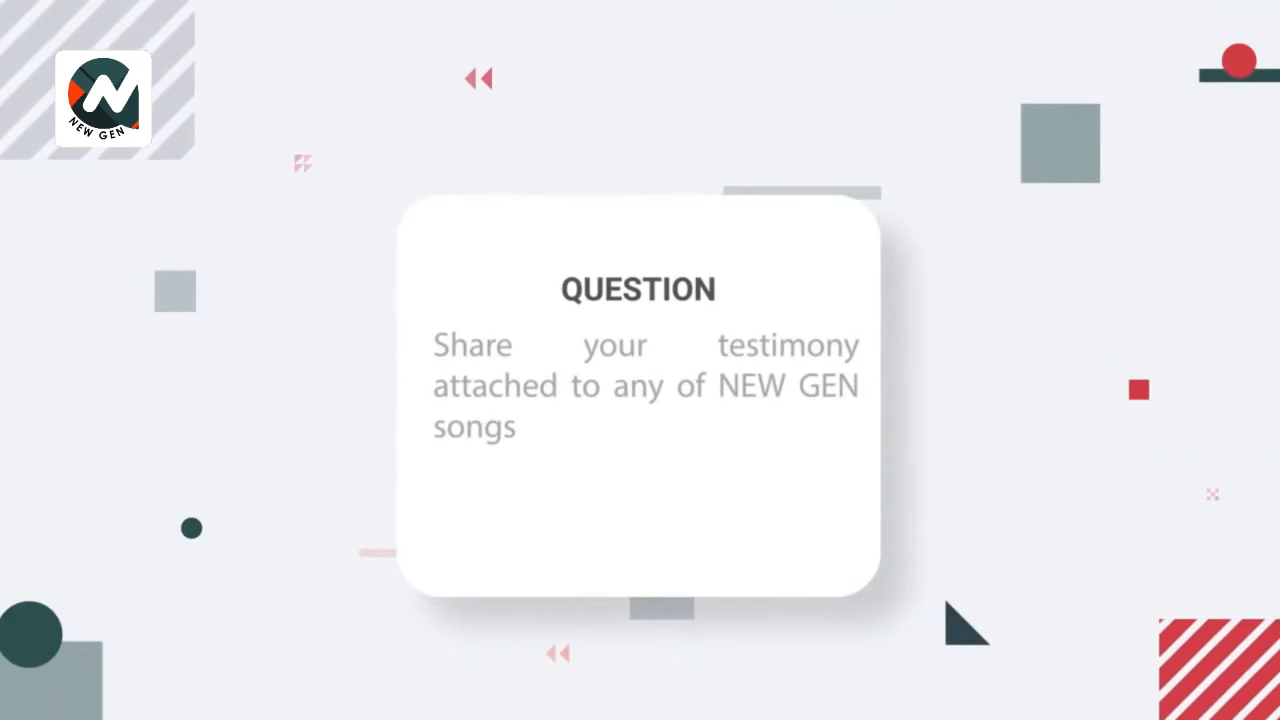 NEW GEN
QUESTION
Share your testimony
attached to any of NEW GEN
songs